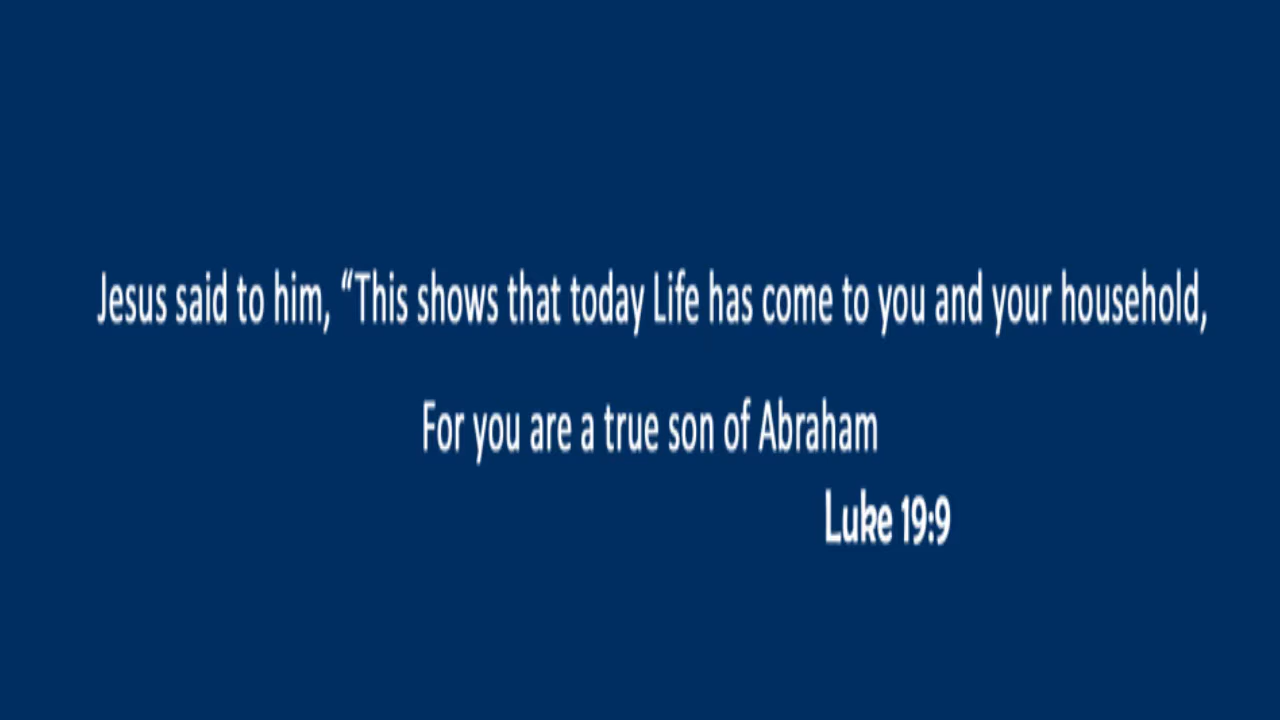 Jesus said to him, “This shows that today Life has come to you and your household,
For you are a true son of Abraham
Luke 19:9